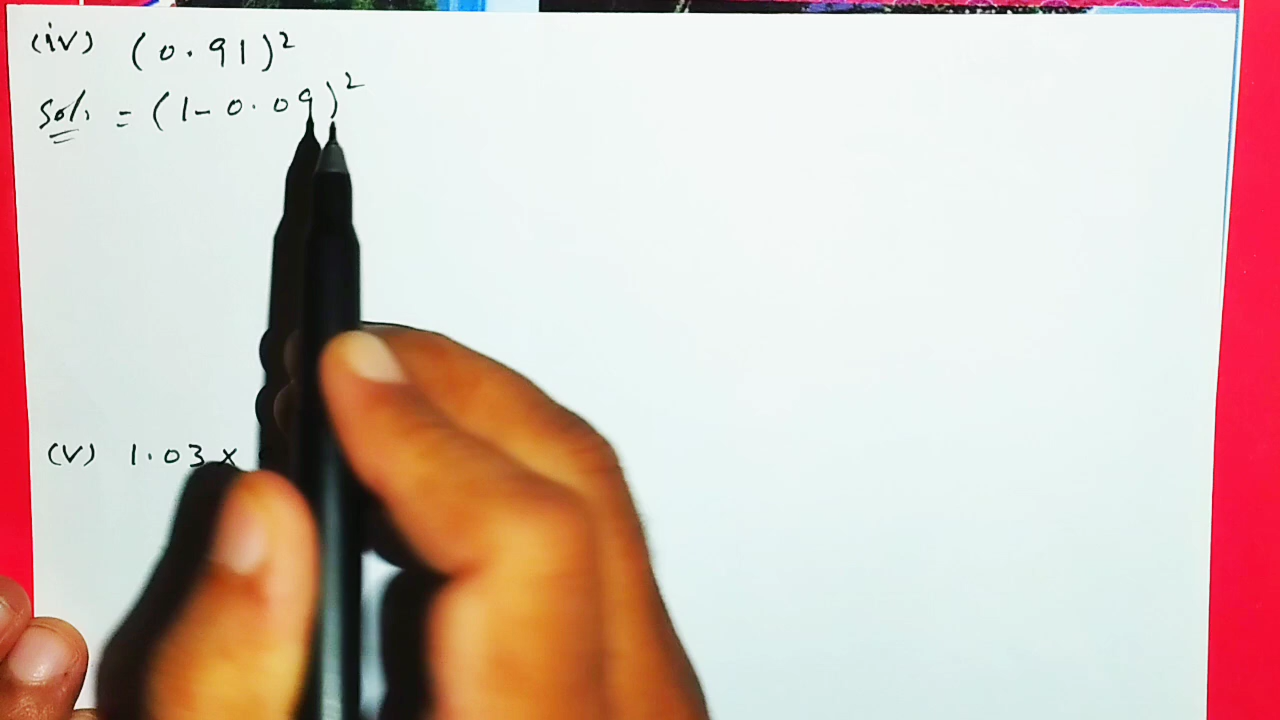 (iv) (0.91)²
Sol. = (1-0.09)²
(V) 1.03 x